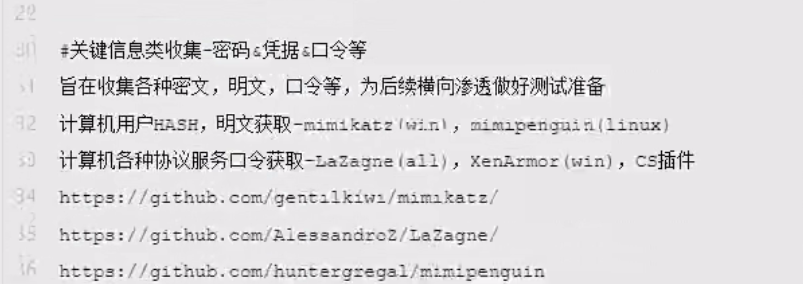 29
30 #关键信息类收集-密码&凭据&口令等
31 旨在收集各种密文，明文，口令等，为后续横向渗透做好测试准备
32 计算机用户HASH，明文获取-mimikatz(win)，mimipenguin(linux)
33 计算机各种协议服务口令获取-LaZagne(all)，XenArmor(win)，CS插件
34 https://github.com/gentilkiwi/mimikatz/
35 https://github.com/AlessandroZ/LaZagne/
36 https://github.com/huntergregal/mimipenguin